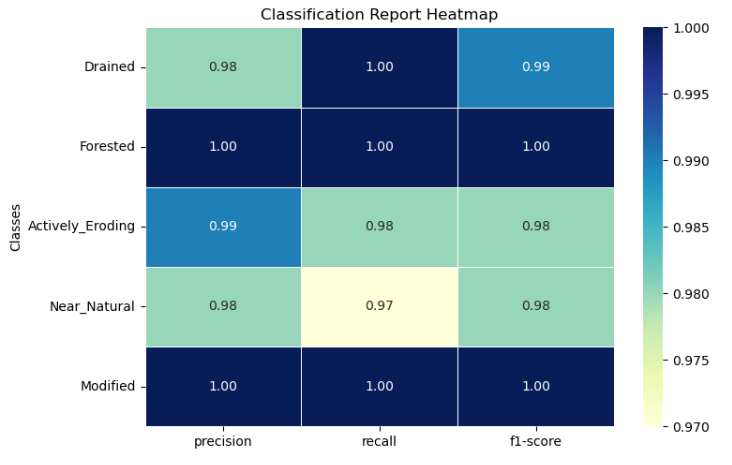 Classification Report Heatmap
Classes
Drained 0.98 1.00 0.99
Forested 1.00 1.00 1.00
Actively_Eroding 0.99 0.98 0.98
Near_Natural 0.98 0.97 0.98
Modified 1.00 1.00 1.00
precision recall f1-score
1.000
0.995
0.990
0.985
0.980
0.975
0.970